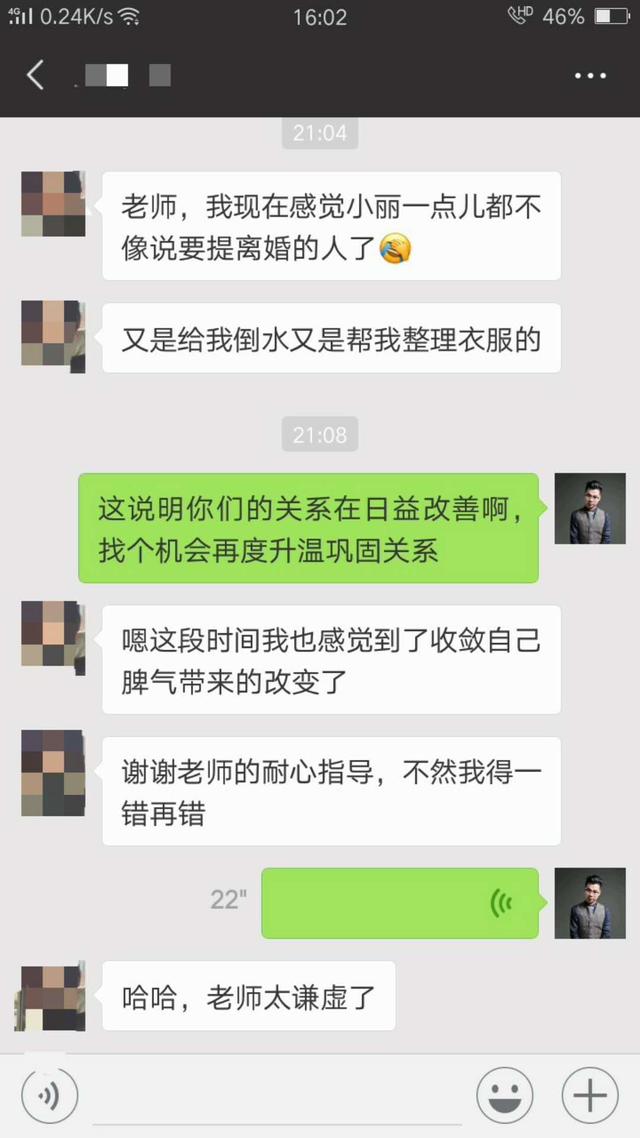 4G 0.24K/s 16:02 HD 46%
21:04
老师，我现在感觉小丽一点儿都不
像说要提离婚的人了🤣
又是给我倒水又是帮我整理衣服的
21:08
这说明你们的关系在日益改善啊，
找个机会再度升温巩固关系
嗯这段时间我也感觉到了收敛自己
脾气带来的改变了
谢谢老师的耐心指导，不然我得一
错再错
22"
哈哈，老师太谦虚了